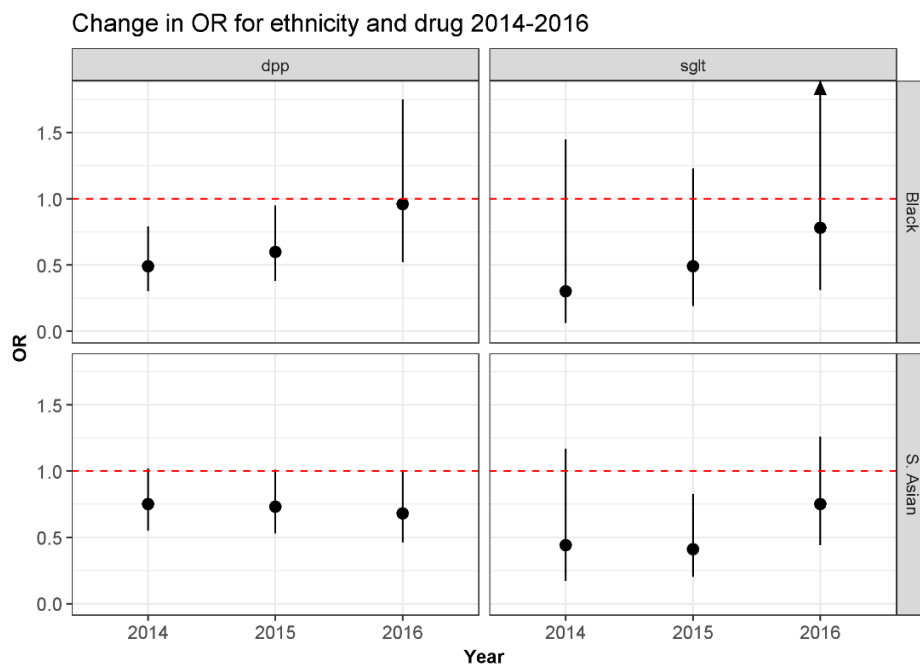 Change in OR for ethnicity and drug 2014-2016
dpp
sglt
1.5
1.0
0.5
0.0
Black
OR
1.5
1.0
0.5
0.0
S. Asian
2014 2015 2016
2014 2015 2016
Year